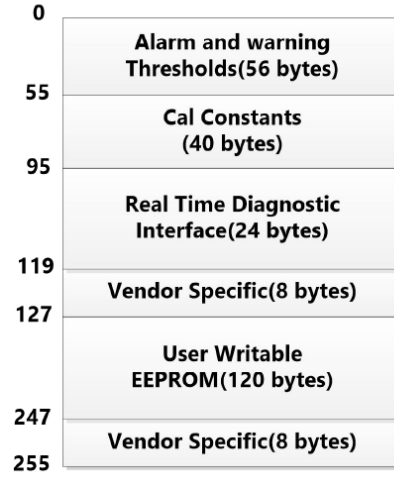 0
Alarm and warning
Thresholds(56 bytes)
55
Cal Constants
(40 bytes)
95
Real Time Diagnostic
Interface(24 bytes)
119
Vendor Specific(8 bytes)
127
User Writable
EEPROM(120 bytes)
247
Vendor Specific(8 bytes)
255